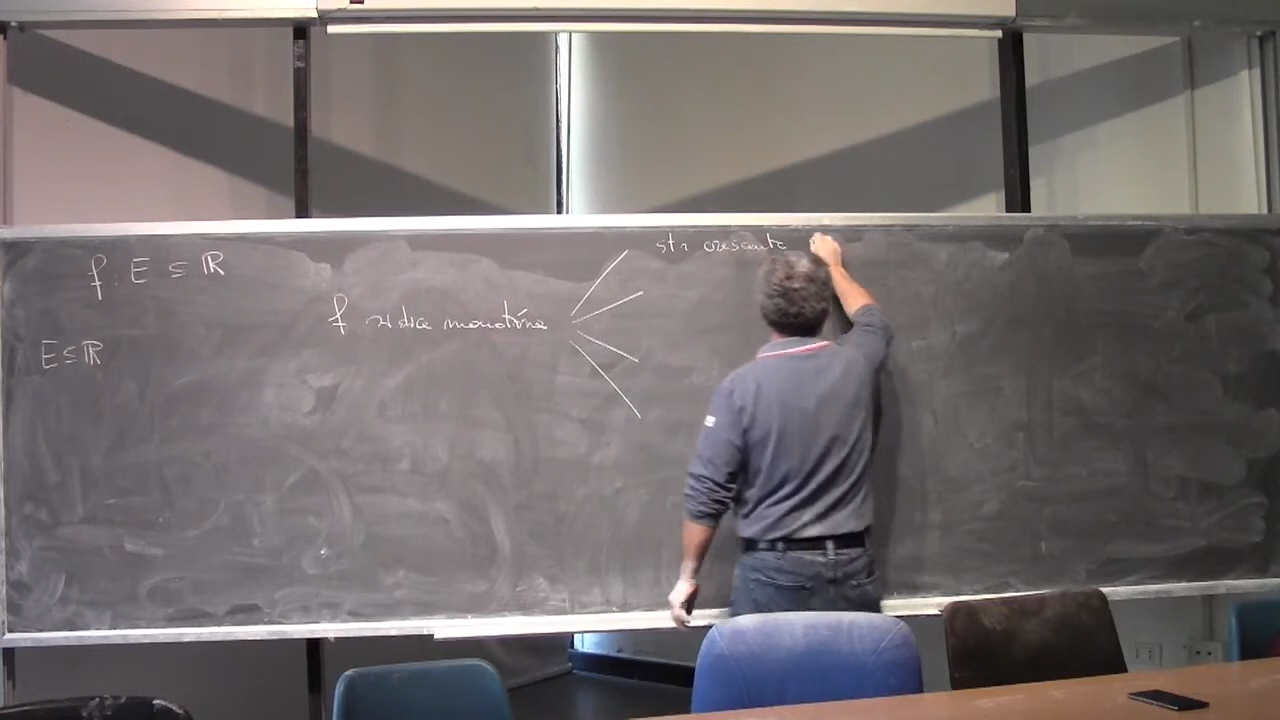 f: E ⊆ ℝ
str crescente
f si dice monotòna
E ⊆ ℝ